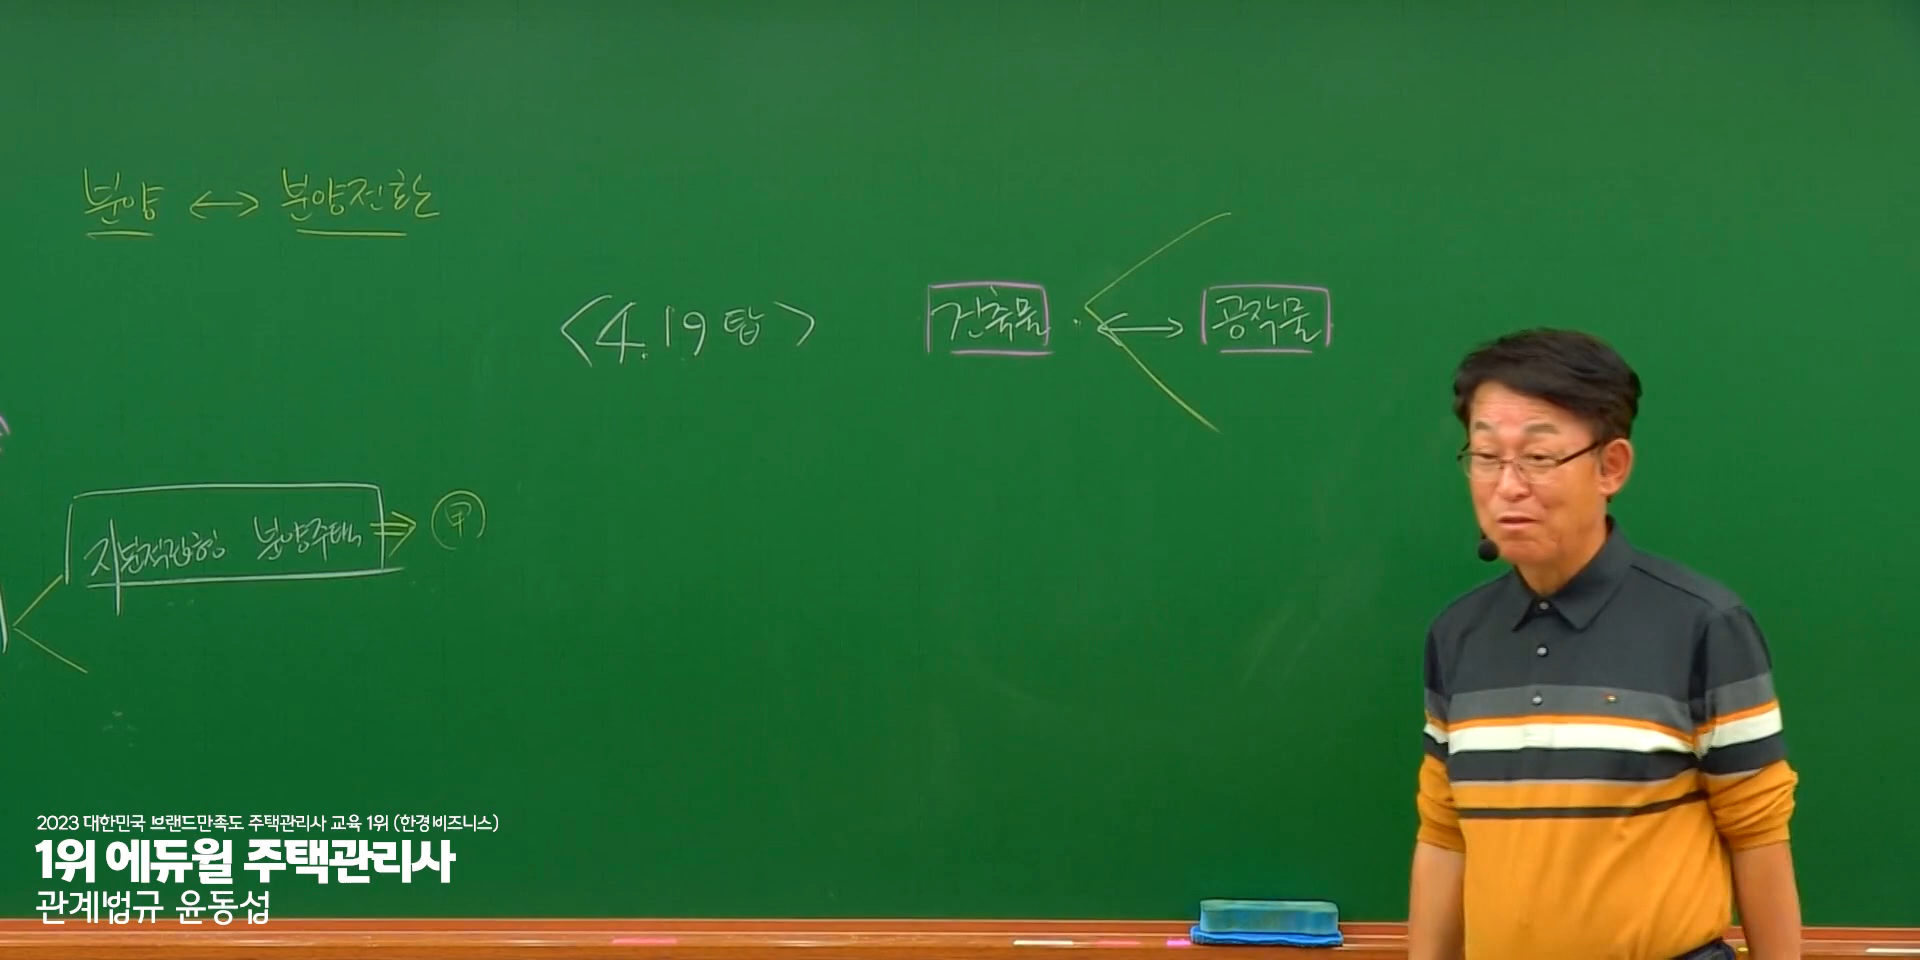 분양 ↔ 분양전환
<4.19탑> 건축물 ↔ 공작물
지분적립형 분양주택 ⇒ 甲
2023 대한민국 브랜드만족도 주택관리사 교육 1위 (한경비즈니스)
1위 에듀윌 주택관리사
관계법규 윤동섭